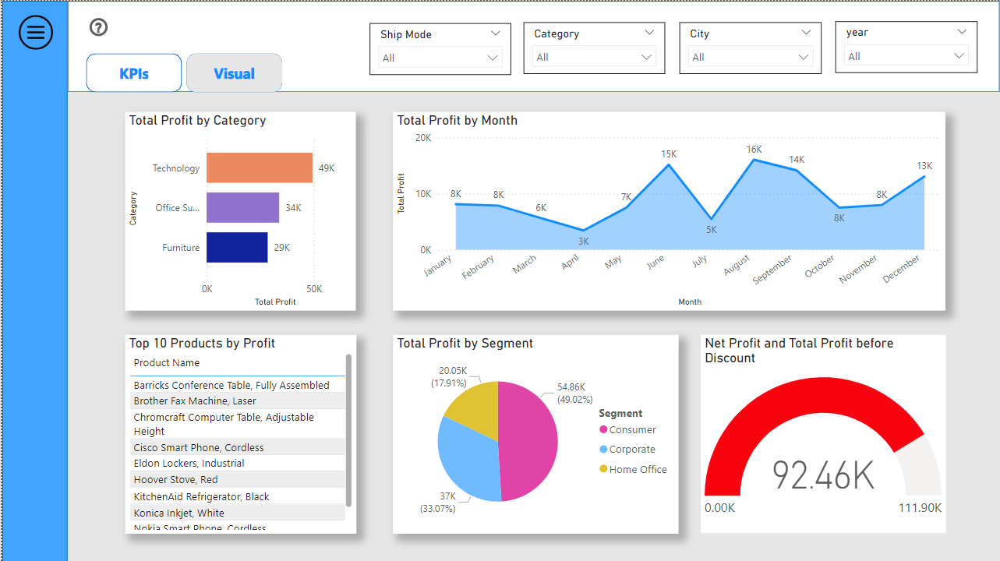 ?
Ship Mode
All
Category
All
City
All
year
All
KPIs
Visual
Total Profit by Category
Category
Technology
49K
Office Su...
34K
Furniture
29K
0K
50K
Total Profit
Total Profit by Month
Total Profit
20K
10K
0K
8K
8K
6K
3K
7K
15K
5K
16K
14K
8K
8K
13K
January
February
March
April
May
June
July
August
September
October
November
December
Month
Top 10 Products by Profit
Product Name
Barricks Conference Table, Fully Assembled
Brother Fax Machine, Laser
Chromcraft Computer Table, Adjustable
Height
Cisco Smart Phone, Cordless
Eldon Lockers, Industrial
Hoover Stove, Red
KitchenAid Refrigerator, Black
Konica Inkjet, White
Nokia Smart Phone, Cordless
Total Profit by Segment
20.05K
(17.91%)
54.86K
(49.02%)
37K
(33.07%)
Segment
Consumer
Corporate
Home Office
Net Profit and Total Profit before
Discount
92.46K
0.00K
111.90K